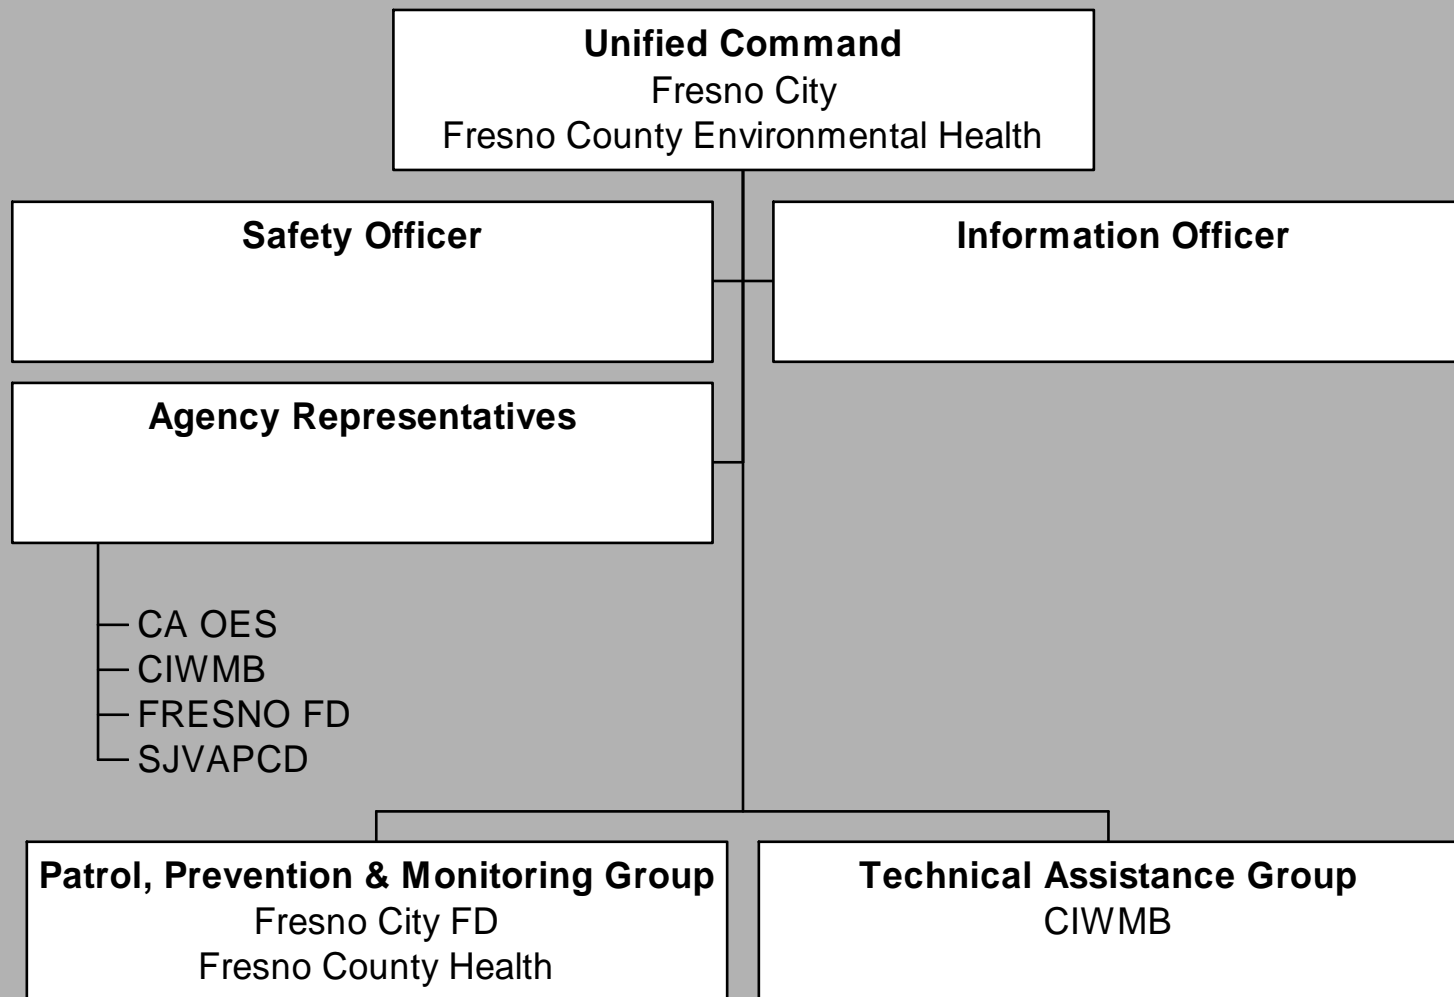 Unified Command
Fresno City
Fresno County Environmental Health
Safety Officer
Information Officer
Agency Representatives
CA OES
CIWMB
FRESNO FD
SJVAPCD
Patrol, Prevention & Monitoring Group
Fresno City FD
Fresno County Health
Technical Assistance Group
CIWMB